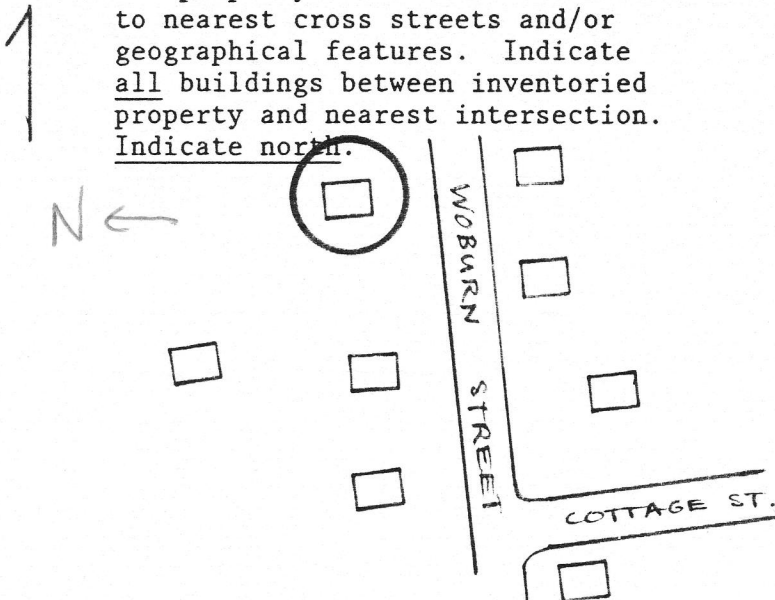 to nearest cross streets and/or
geographical features. Indicate
all buildings between inventoried
property and nearest intersection.
Indicate north.
N
WOBURN STREET
COTTAGE ST.